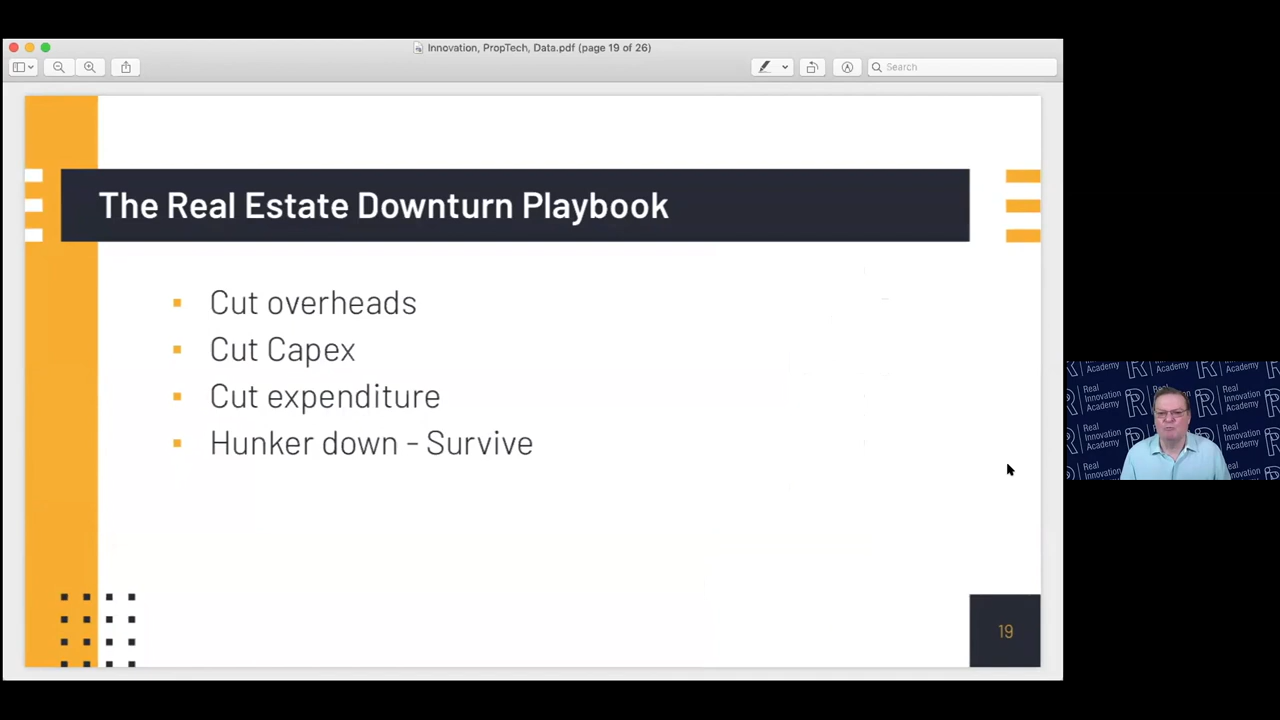 Innovation, PropTech, Data.pdf (page 19 of 26)
Search
The Real Estate Downturn Playbook
Cut overheads
Cut Capex
Cut expenditure
Hunker down - Survive
19
Real
Innovation
Academy